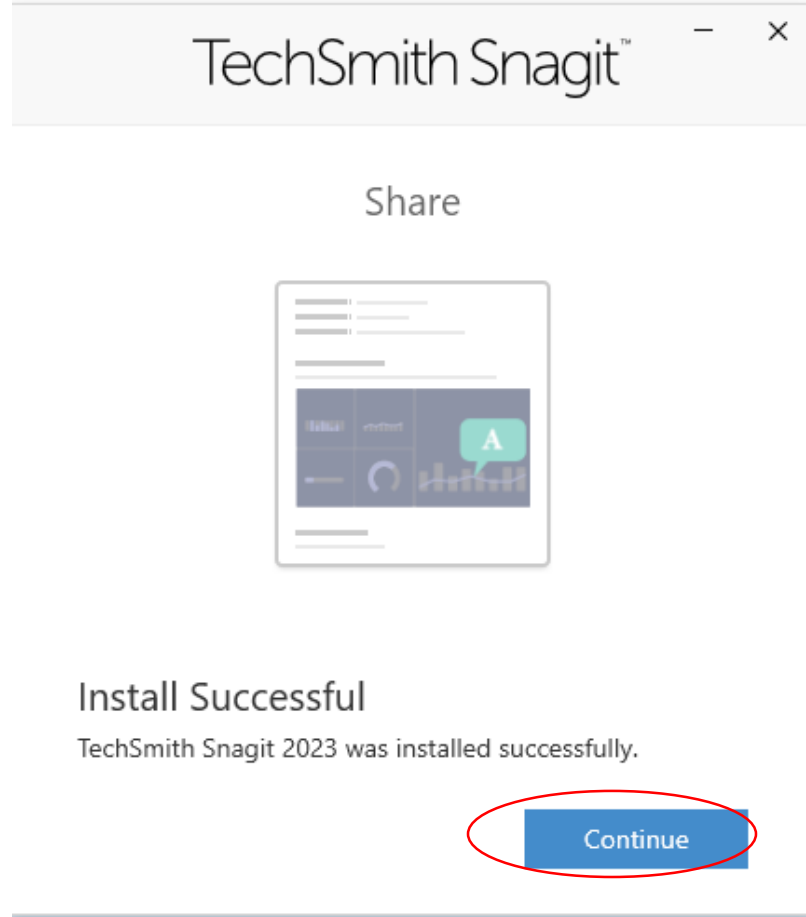 TechSmith Snagit™
Share
A
Install Successful
TechSmith Snagit 2023 was installed successfully.
Continue